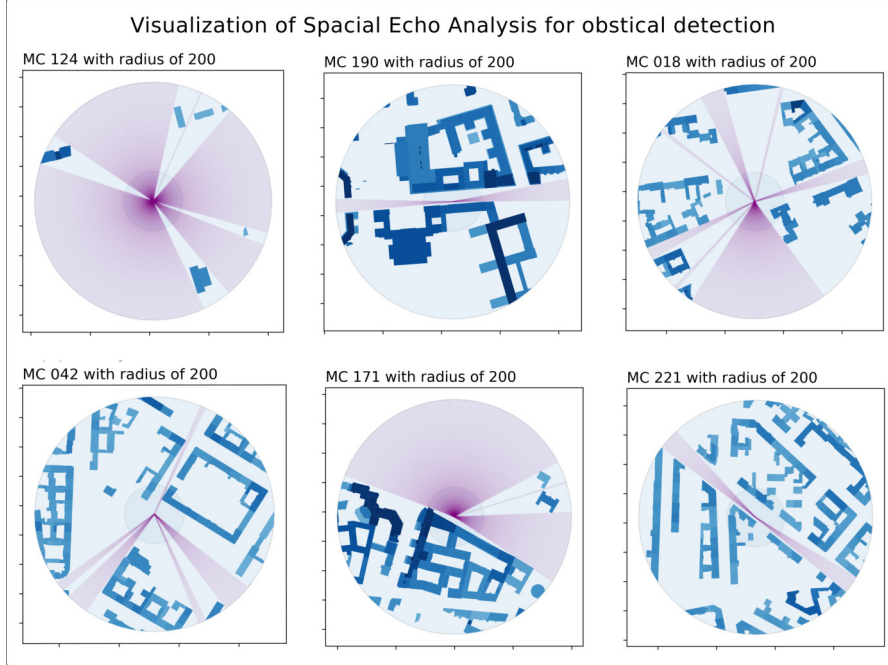 Visualization of Spacial Echo Analysis for obstical detection
MC 124 with radius of 200
MC 190 with radius of 200
MC 018 with radius of 200
MC 042 with radius of 200
MC 171 with radius of 200
MC 221 with radius of 200